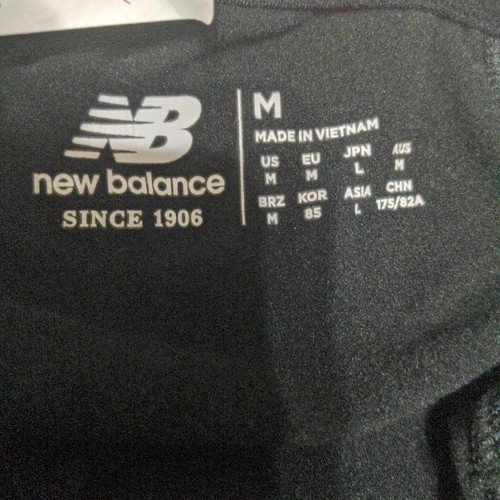 NB
new balance
SINCE 1906
M
MADE IN VIETNAM
US EU JPN AUS
M M L M
BRZ KOR ASIA CHN
M 85 L 175/82A